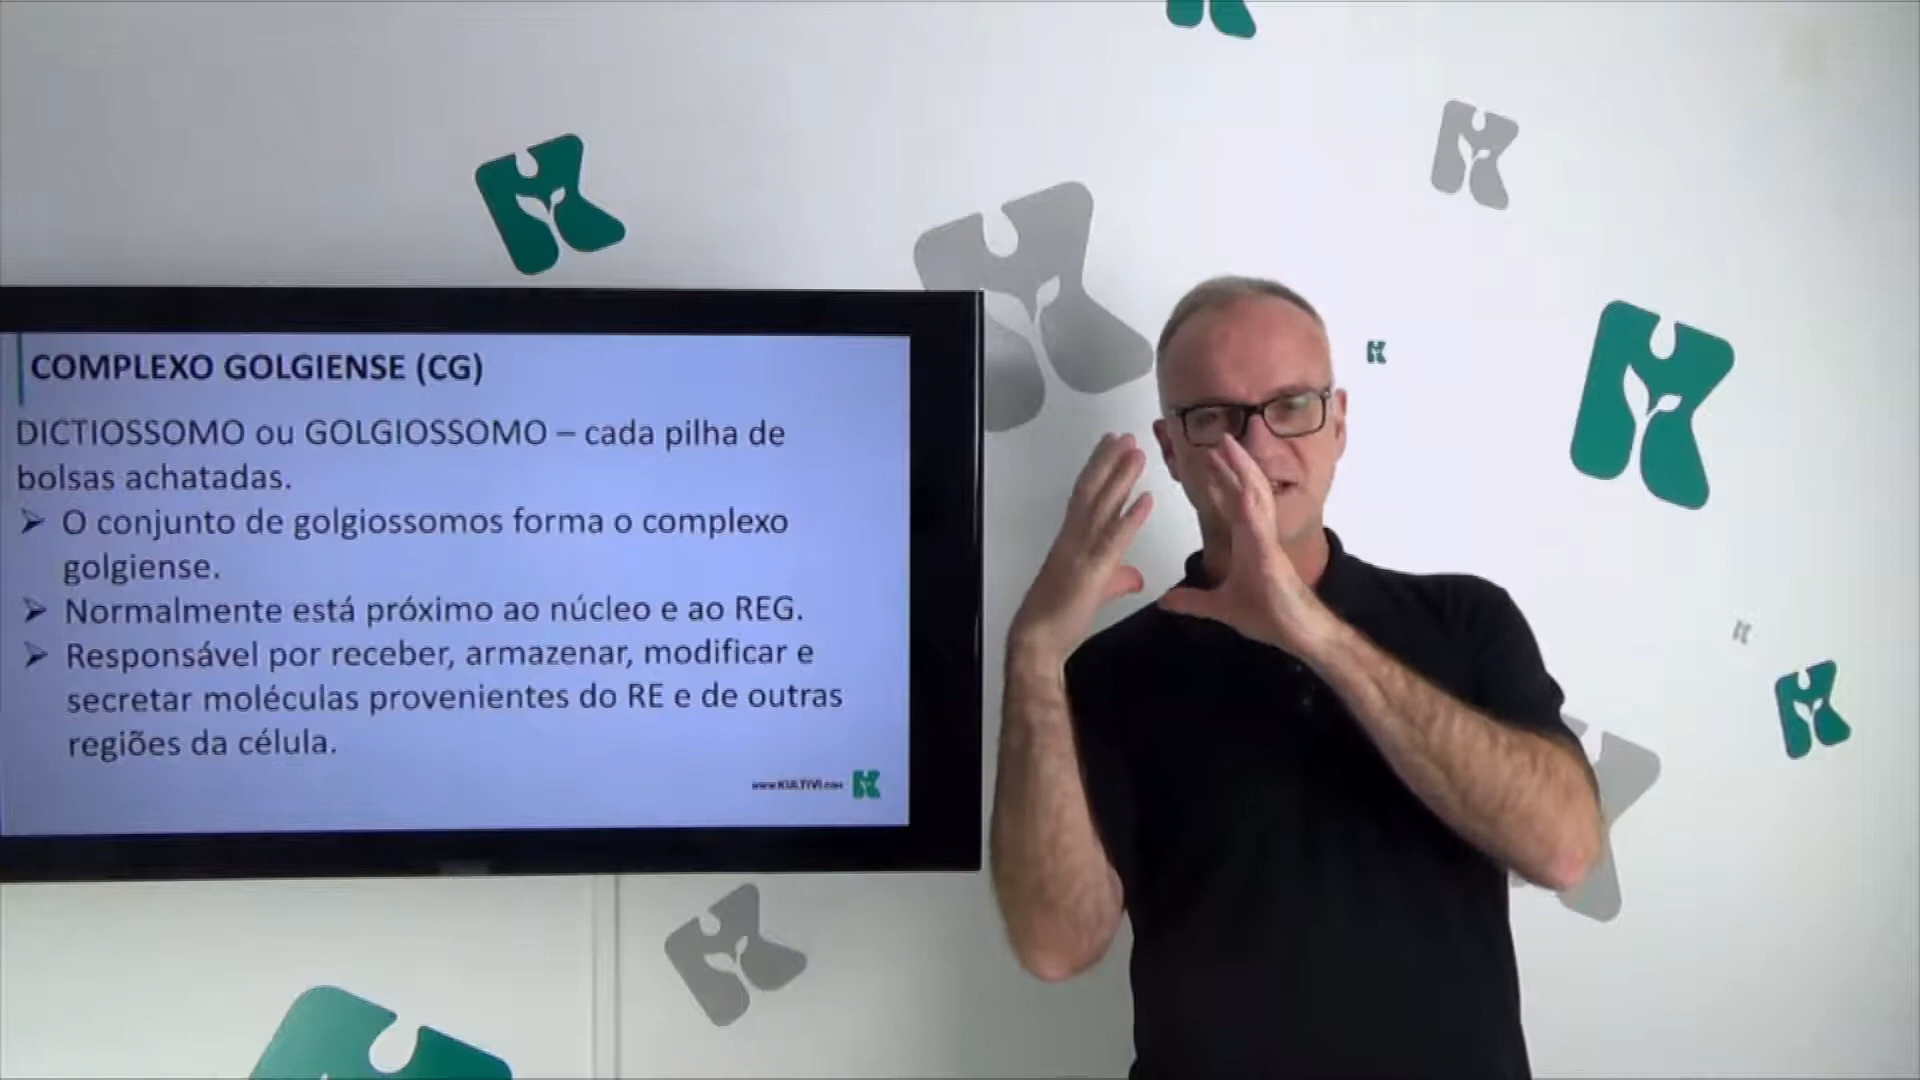 COMPLEXO GOLGIENSE (CG)
DICTIOSSOMO ou GOLGIOSSOMO – cada pilha de
bolsas achatadas.
➢ O conjunto de golgiossomos forma o complexo
golgiense.
➢ Normalmente está próximo ao núcleo e ao REG.
➢ Responsável por receber, armazenar, modificar e
secretar moléculas provenientes do RE e de outras
regiões da célula.
www.KULTIVI.com